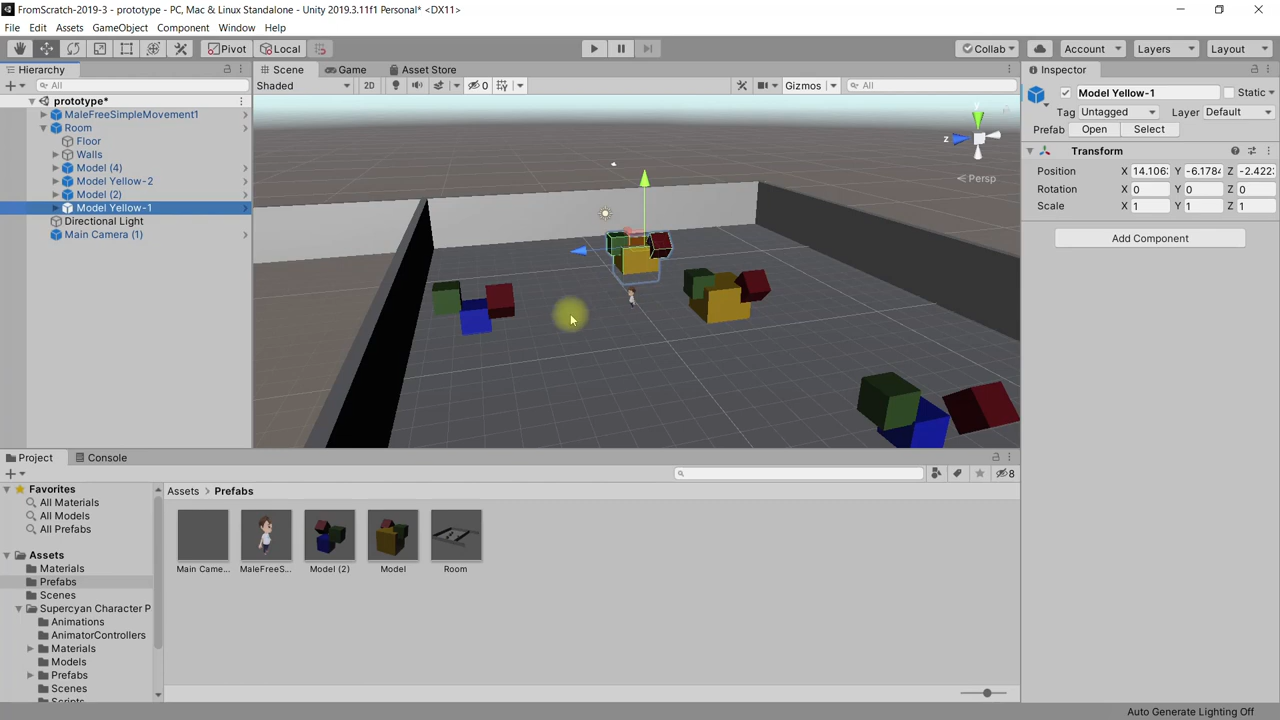 FromScratch-2019-3 - prototype - PC, Mac & Linux Standalone - Unity 2019.3.11f1 Personal* <DX11>
File Edit Assets GameObject Component Window Help
Pivot Local Collab Account Layers Layout
Hierarchy
All
prototype*
MaleFreeSimpleMovement1
Room
Floor
Walls
Model (4)
Model Yellow-2
Model (2)
Model Yellow-1
Directional Light
Main Camera (1)
Scene Game Asset Store
Shaded 2D 0 Gizmos All
y
z
Persp
Inspector
Model Yellow-1 Static
Tag Untagged Layer Default
Prefab Open Select
Transform
Position X 14.106 Y -6.178 Z -2.422
Rotation X 0 Y 0 Z 0
Scale X 1 Y 1 Z 1
Add Component
Project Console
8
Favorites
All Materials
All Models
All Prefabs
Assets
Materials
Prefabs
Scenes
Supercyan Character P
Animations
AnimatorControllers
Materials
Models
Prefabs
Scenes
Scripts
Assets > Prefabs
Main Came... MaleFreeS... Model (2) Model Room
Auto Generate Lighting Off